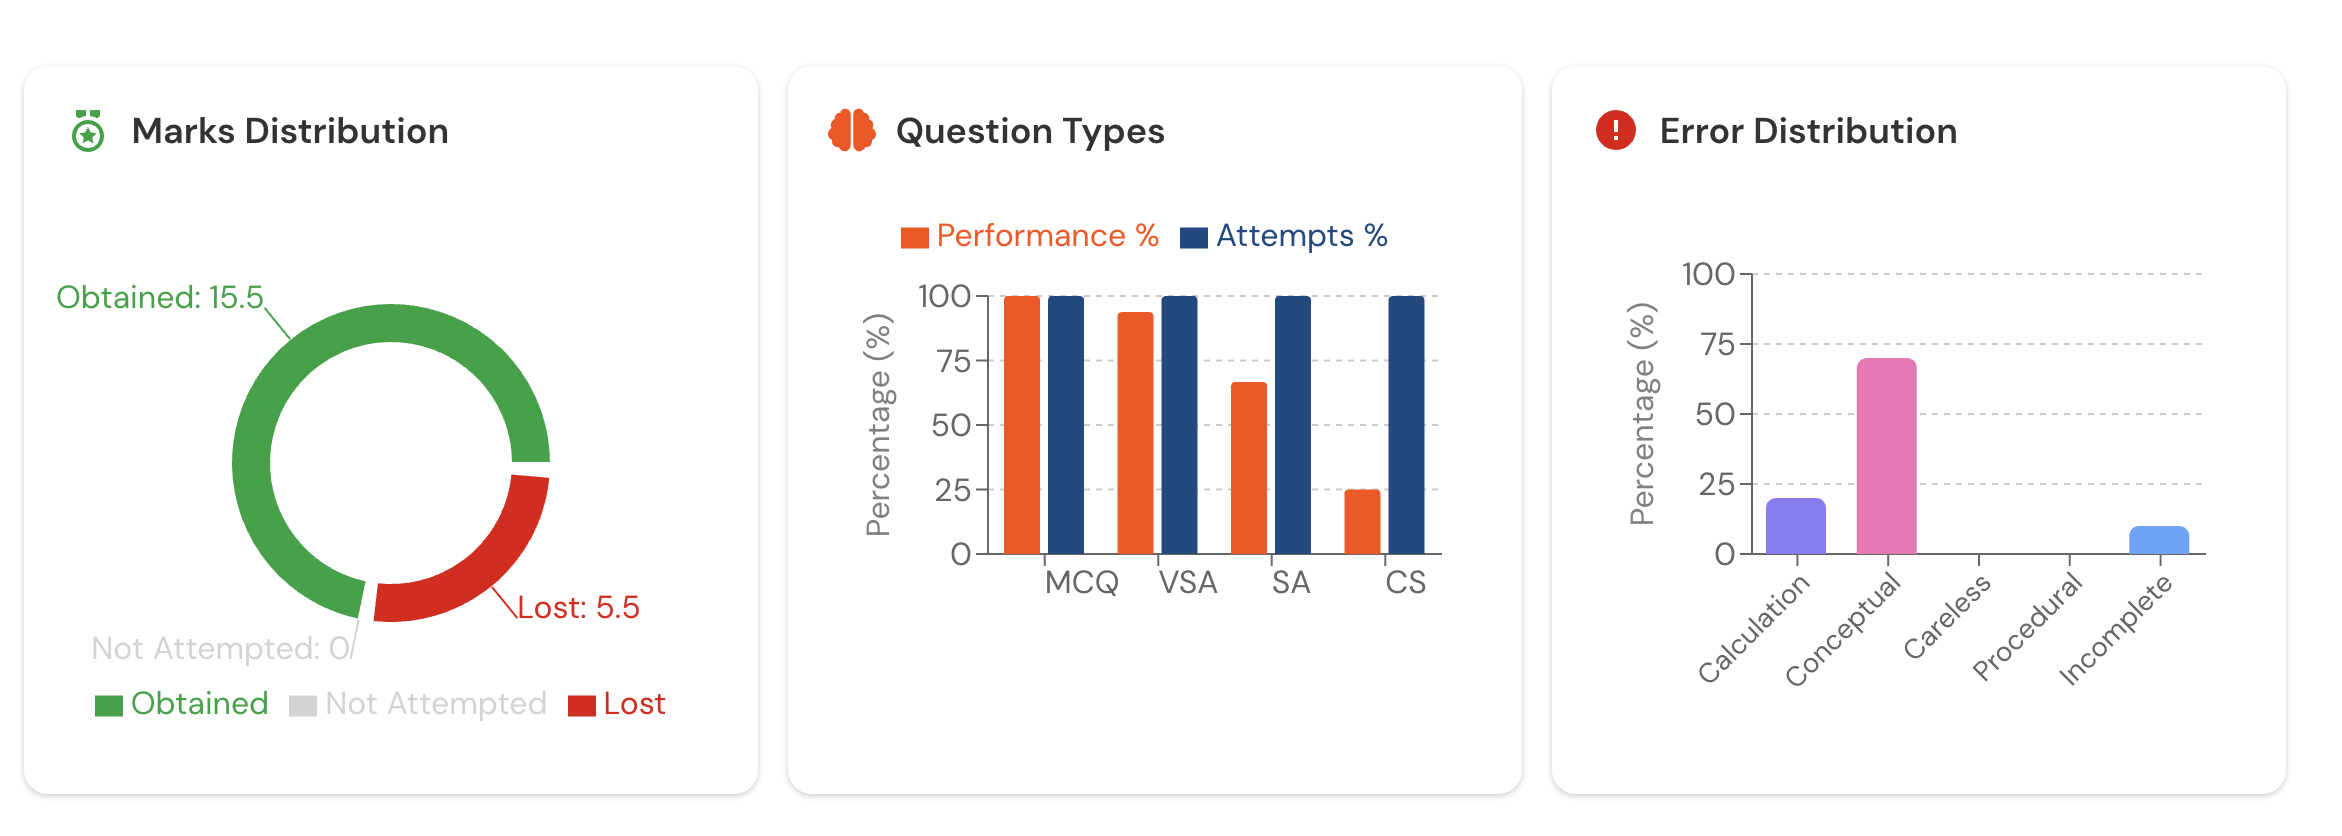 Marks Distribution
Obtained: 15.5
Lost: 5.5
Not Attempted: 0
Obtained
Not Attempted
Lost
Question Types
Performance %
Attempts %
Percentage (%)
100
75
50
25
0
MCQ
VSA
SA
CS
Error Distribution
Percentage (%)
100
75
50
25
0
Calculation
Conceptual
Careless
Procedural
Incomplete